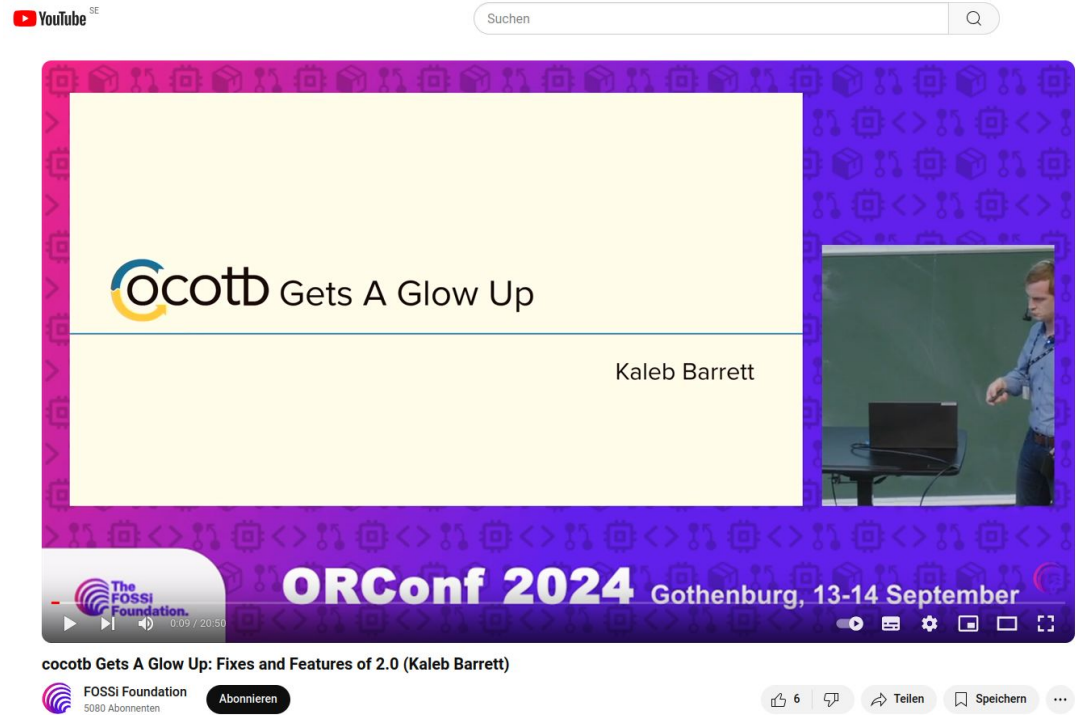 YouTube SE
Suchen
cocotb Gets A Glow Up
Kaleb Barrett
The
FOSSi
Foundation.
ORConf 2024 Gothenburg, 13-14 September
0:09 / 20:50
cocotb Gets A Glow Up: Fixes and Features of 2.0 (Kaleb Barrett)
FOSSi Foundation
5080 Abonnenten
Abonnieren
6
Teilen
Speichern